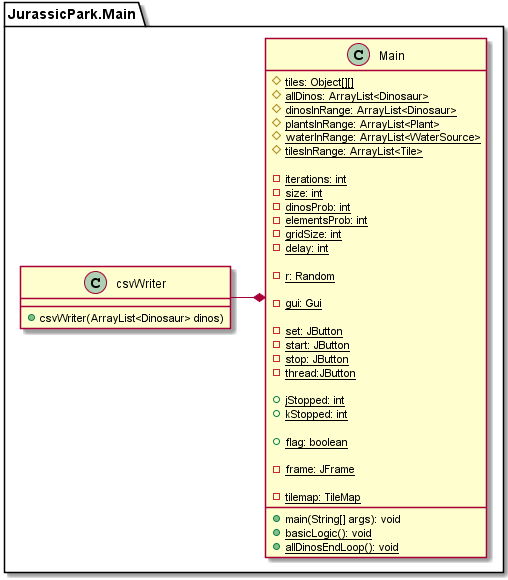 JurassicPark.Main
C Main
tiles: Object[][]
allDinos: ArrayList<Dinosaur>
dinosInRange: ArrayList<Dinosaur>
plantsInRange: ArrayList<Plant>
waterInRange: ArrayList<WaterSource>
tilesInRange: ArrayList<Tile>
iterations: int
size: int
dinosProb: int
elementsProb: int
gridSize: int
delay: int
r: Random
gui: Gui
set: JButton
start: JButton
stop: JButton
thread:JButton
jStopped: int
kStopped: int
flag: boolean
frame: JFrame
tilemap: TileMap
main(String[] args): void
basicLogic(): void
allDinosEndLoop(): void
C csvWriter
csvWriter(ArrayList<Dinosaur> dinos)